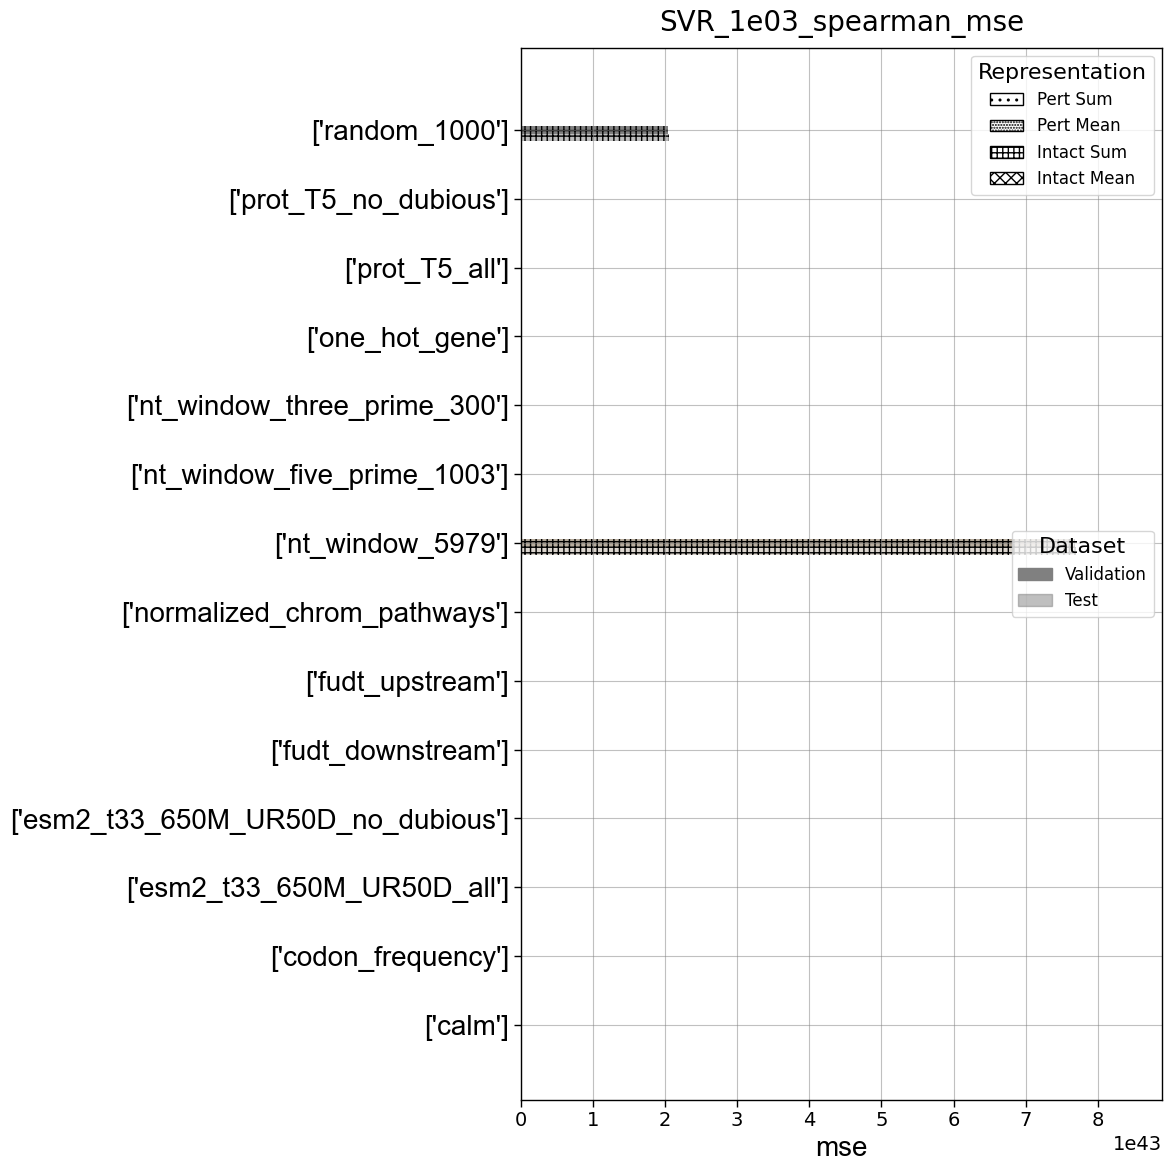 SVR_1e03_spearman_mse
Representation
Pert Sum
Pert Mean
Intact Sum
Intact Mean
['random_1000']
['prot_T5_no_dubious']
['prot_T5_all']
['one_hot_gene']
['nt_window_three_prime_300']
['nt_window_five_prime_1003']
['nt_window_5979']
Dataset
Validation
Test
['normalized_chrom_pathways']
['fudt_upstream']
['fudt_downstream']
['esm2_t33_650M_UR50D_no_dubious']
['esm2_t33_650M_UR50D_all']
['codon_frequency']
['calm']
0 1 2 3 4 5 6 7 8
1e43
mse